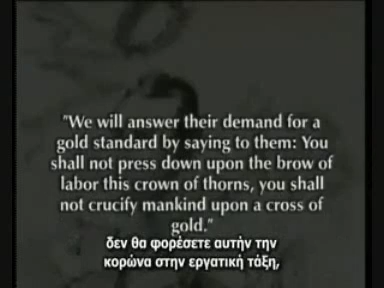 "We will answer their demand for a
gold standard by saying to them: You
shall not press down upon the brow of
labor this crown of thorns, you shall
not crucify mankind upon a cross of
gold."
δεν θα φορέσετε αυτήν την
κορώνα στην εργατική τάξη,